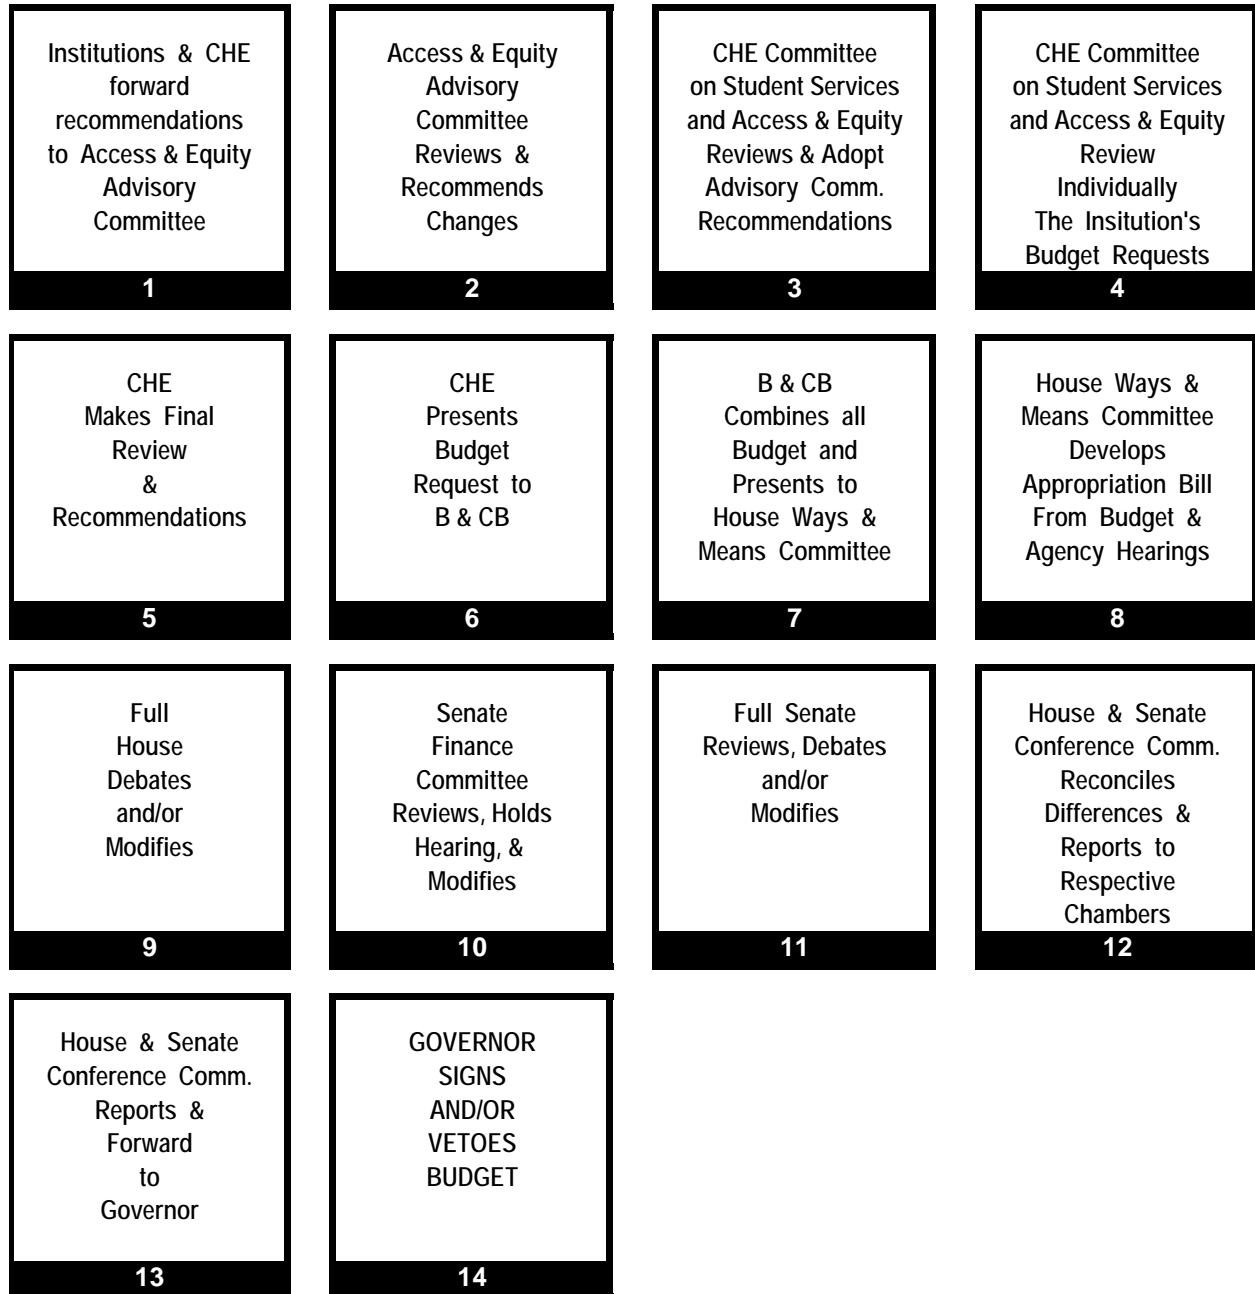 Institutions & CHE
forward
recommendations
to Access & Equity
Advisory
Committee
1
Access & Equity
Advisory
Committee
Reviews &
Recommends
Changes
2
CHE Committee
on Student Services
and Access & Equity
Reviews & Adopt
Advisory Comm.
Recommendations
3
CHE Committee
on Student Services
and Access & Equity
Review
Individually
The Insitution's
Budget Requests
4
CHE
Makes Final
Review
&
Recommendations
5
CHE
Presents
Budget
Request to
B & CB
6
B & CB
Combines all
Budget and
Presents to
House Ways &
Means Committee
7
House Ways &
Means Committee
Develops
Appropriation Bill
From Budget &
Agency Hearings
8
Full
House
Debates
and/or
Modifies
9
Senate
Finance
Committee
Reviews, Holds
Hearing, &
Modifies
10
Full Senate
Reviews, Debates
and/or
Modifies
11
House & Senate
Conference Comm.
Reconciles
Differences &
Reports to
Respective
Chambers
12
House & Senate
Conference Comm.
Reports &
Forward
to
Governor
13
GOVERNOR
SIGNS
AND/OR
VETOES
BUDGET
14